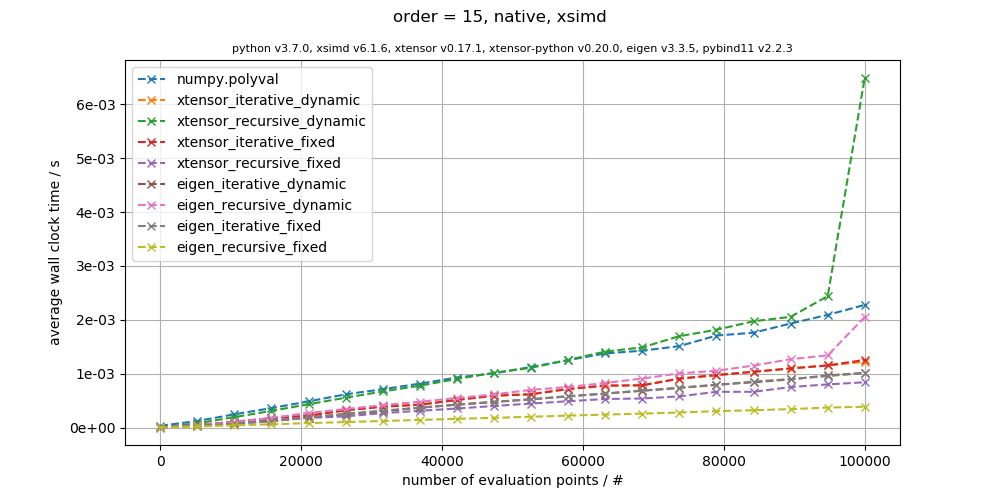 order = 15, native, xsimd
python v3.7.0, xsimd v6.1.6, xtensor v0.17.1, xtensor-python v0.20.0, eigen v3.3.5, pybind11 v2.2.3
numpy.polyval
xtensor_iterative_dynamic
xtensor_recursive_dynamic
xtensor_iterative_fixed
xtensor_recursive_fixed
eigen_iterative_dynamic
eigen_recursive_dynamic
eigen_iterative_fixed
eigen_recursive_fixed
average wall clock time / s
6e-03
5e-03
4e-03
3e-03
2e-03
1e-03
0e+00
0
20000
40000
60000
80000
100000
number of evaluation points / #